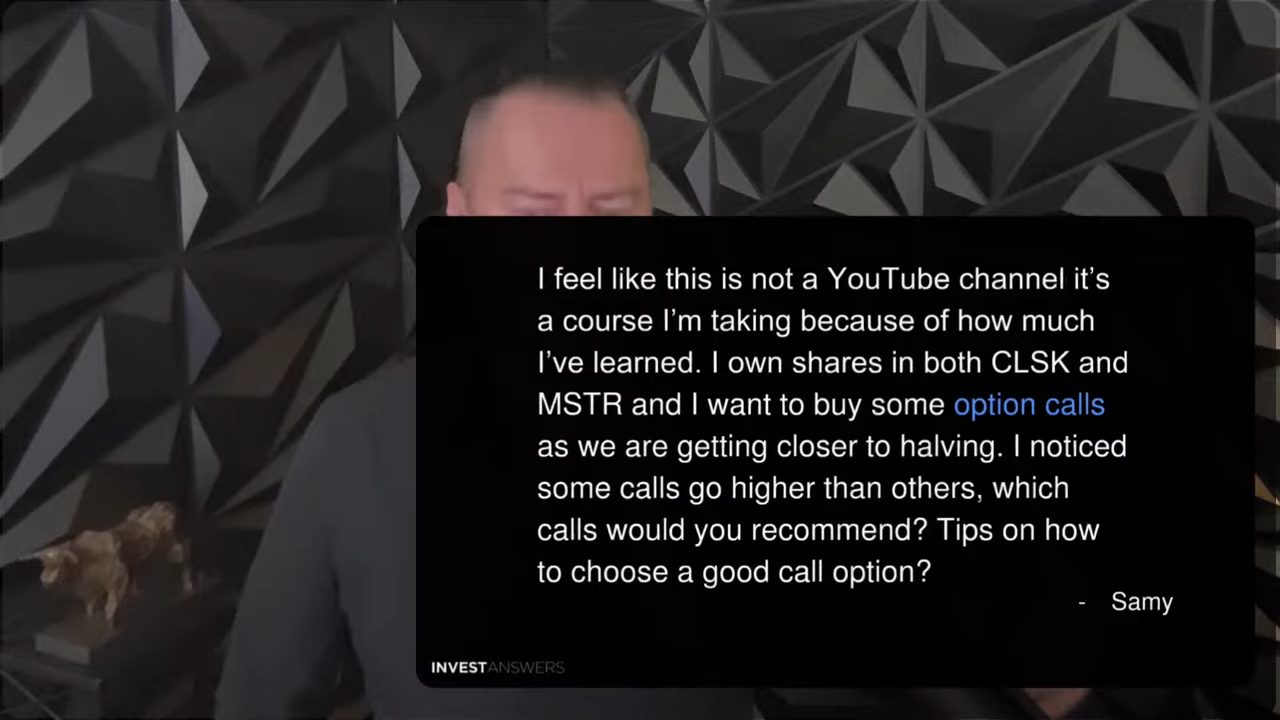 I feel like this is not a YouTube channel it’s
a course I’m taking because of how much
I’ve learned. I own shares in both CLSK and
MSTR and I want to buy some option calls
as we are getting closer to halving. I noticed
some calls go higher than others, which
calls would you recommend? Tips on how
to choose a good call option?
- Samy
INVESTANSWERS